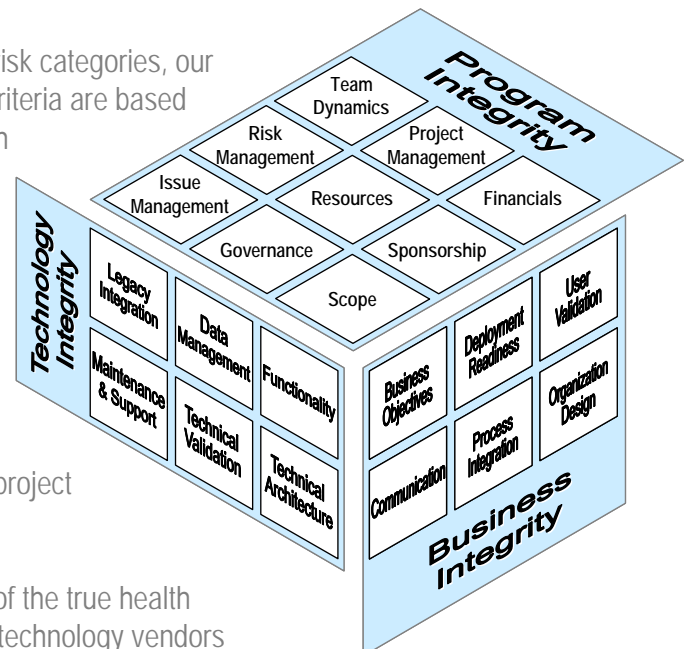 risk categories, our
riteria are based
project
of the true health
technology vendors
Program
Integrity
Team
Dynamics
Risk
Management
Project
Management
Issue
Management
Resources
Financials
Governance
Sponsorship
Scope
Technology
Integrity
Legacy
Integration
Data
Management
Functionality
Maintenance
& Support
Technical
Validation
Technical
Architecture
Business
Objectives
Deployment
Readiness
User
Validation
Communication
Process
Integration
Organization
Design
Business
Integrity